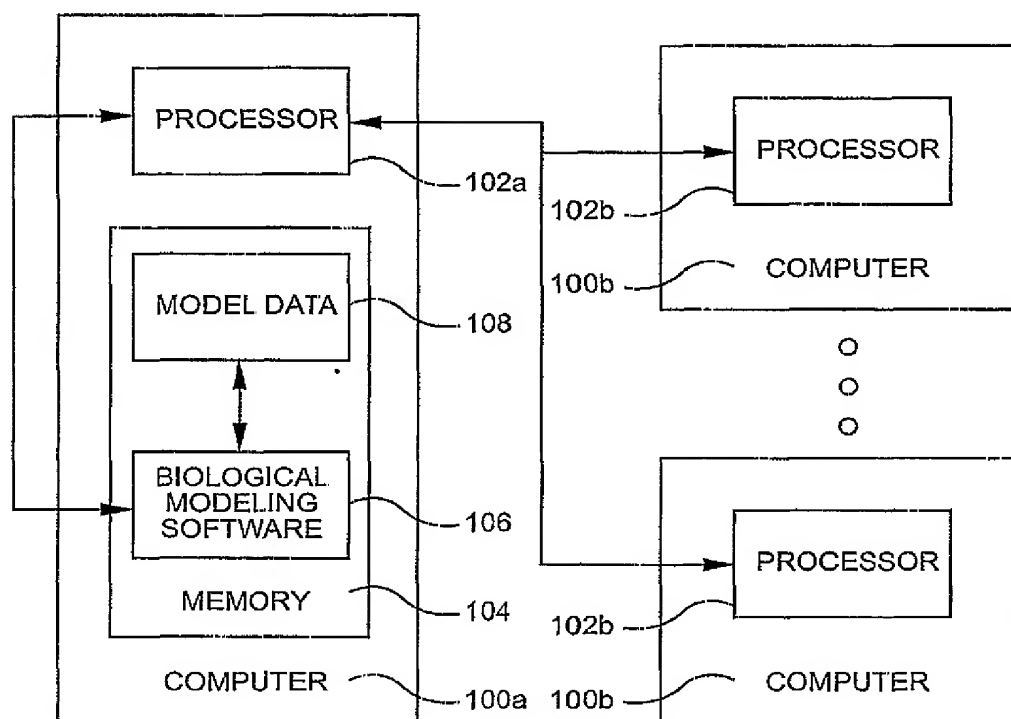 PROCESSOR
102a
MODEL DATA
108
BIOLOGICAL
MODELING
SOFTWARE
106
MEMORY
104
COMPUTER
100a
PROCESSOR
102b
COMPUTER
100b
PROCESSOR
102b
COMPUTER
100b